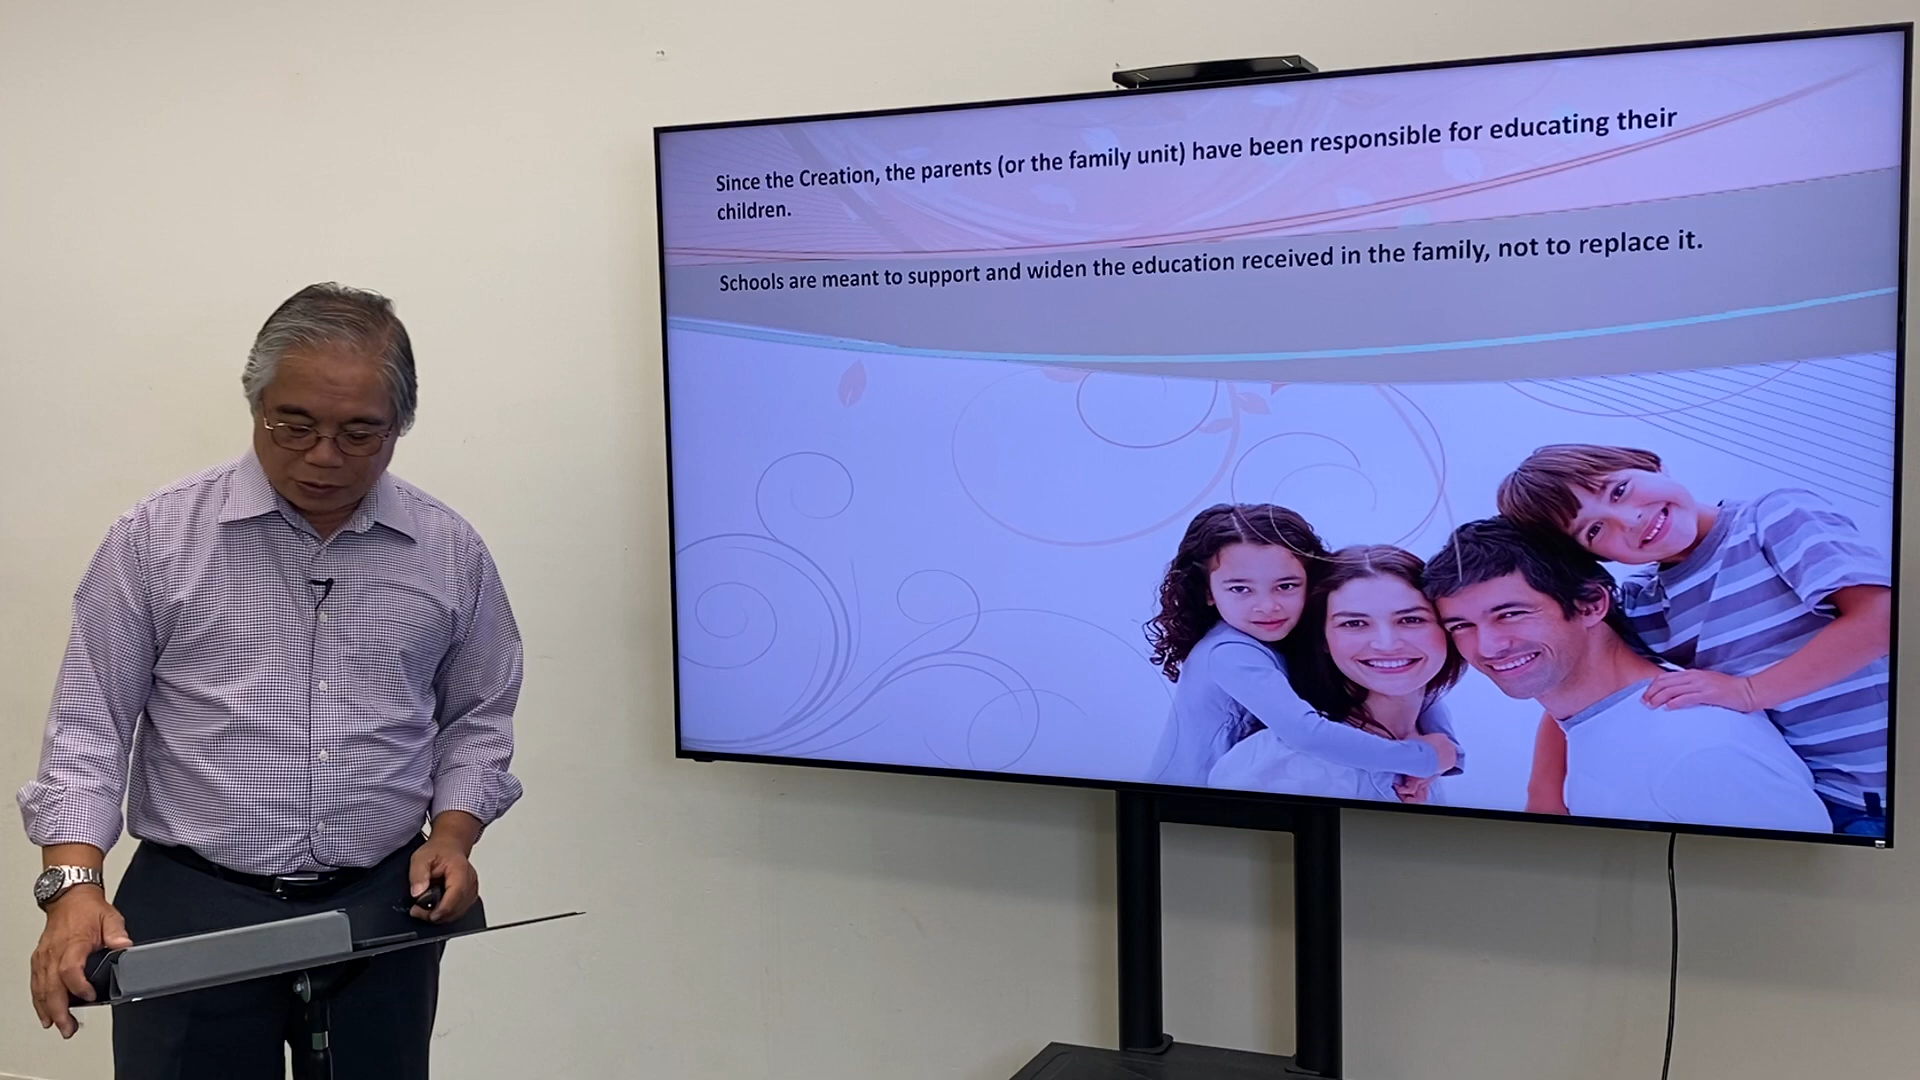 Since the Creation, the parents (or the family unit) have been responsible for educating their
children.
Schools are meant to support and widen the education received in the family, not to replace it.